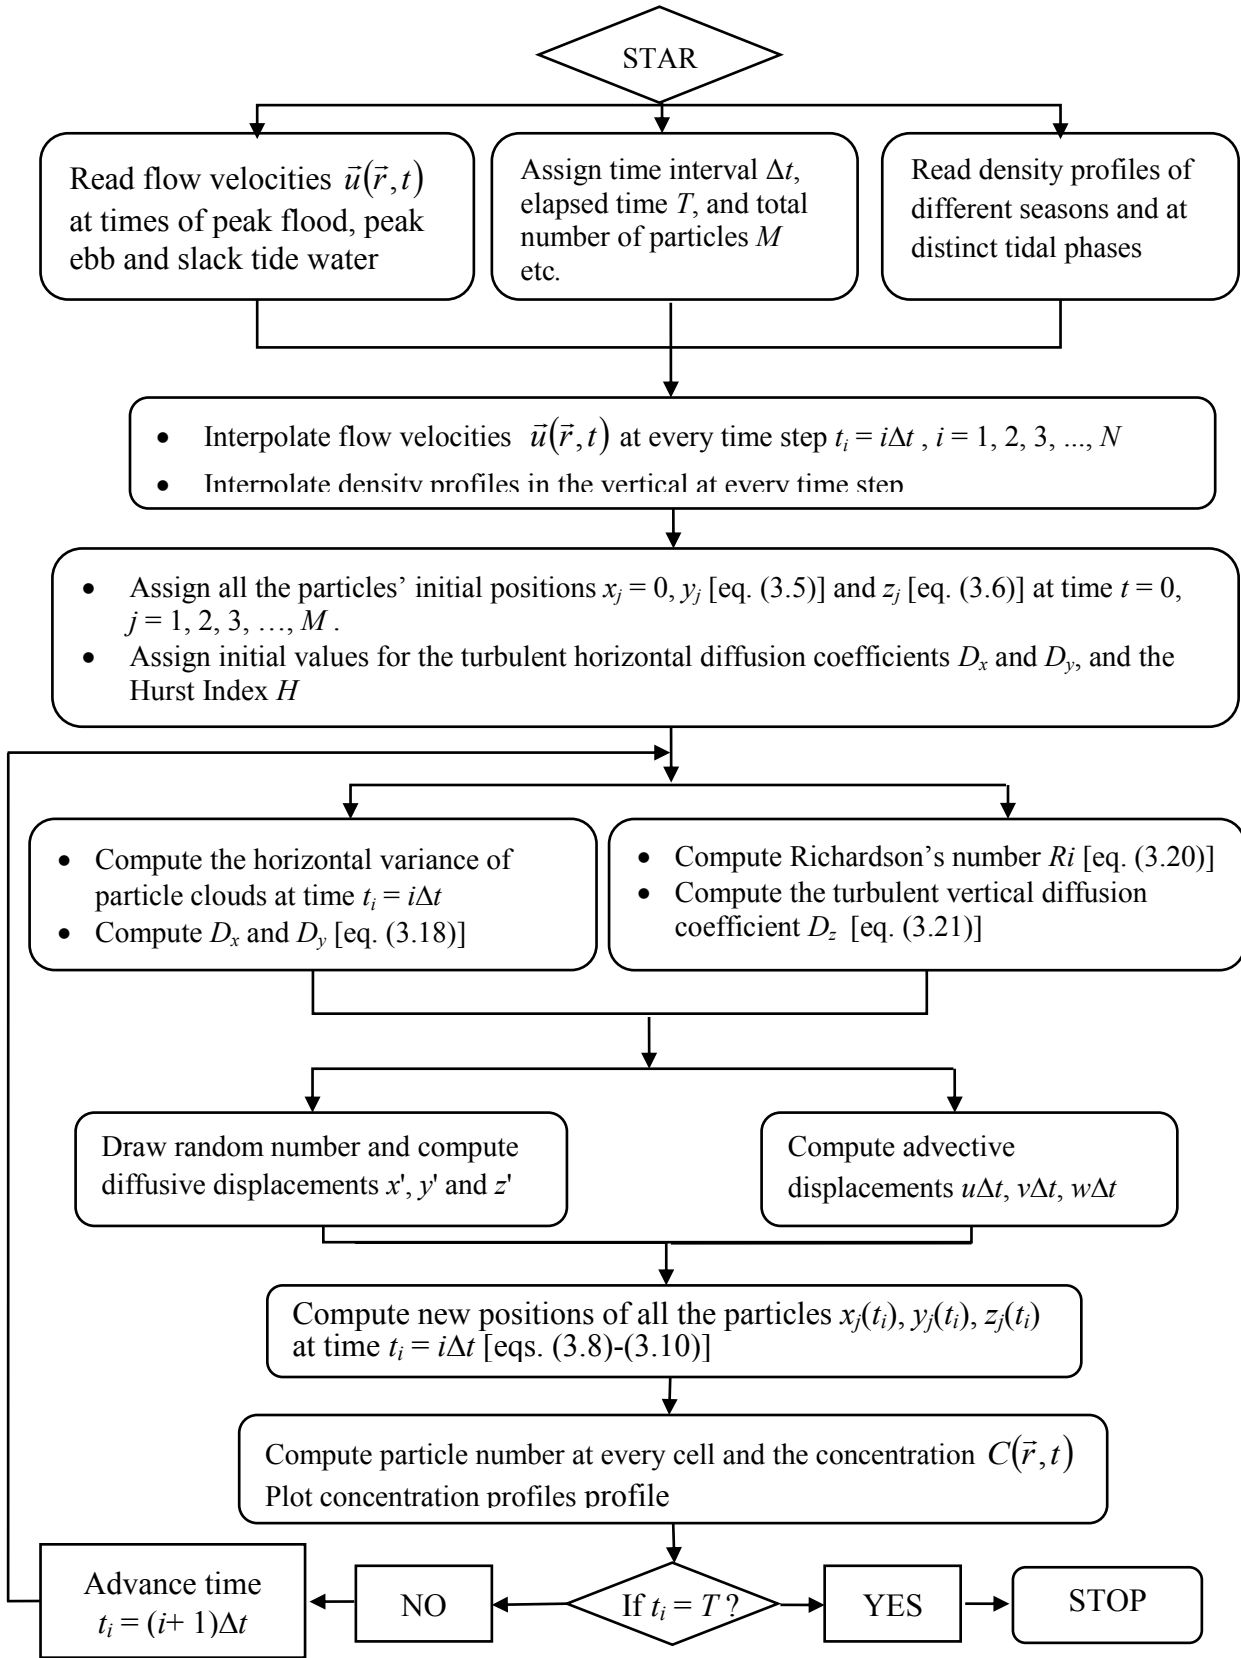 STAR
Read flow velocities u⃗(r⃗,t)
at times of peak flood, peak
ebb and slack tide water
Assign time interval Δt,
elapsed time T, and total
number of particles M
etc.
Read density profiles of
different seasons and at
distinct tidal phases
• Interpolate flow velocities u⃗(r⃗,t) at every time step tᵢ = iΔt , i = 1, 2, 3, ..., N
• Interpolate density profiles in the vertical at every time step
• Assign all the particles' initial positions xⱼ = 0, yⱼ [eq. (3.5)] and zⱼ [eq. (3.6)] at time t = 0,
j = 1, 2, 3, …, M .
• Assign initial values for the turbulent horizontal diffusion coefficients Dₓ and D_y, and the
Hurst Index H
• Compute the horizontal variance of
particle clouds at time tᵢ = iΔt
• Compute Dₓ and D_y [eq. (3.18)]
• Compute Richardson's number Ri [eq. (3.20)]
• Compute the turbulent vertical diffusion
coefficient D_z [eq. (3.21)]
Draw random number and compute
diffusive displacements x', y' and z'
Compute advective
displacements uΔt, vΔt, wΔt
Compute new positions of all the particles xⱼ(tᵢ), yⱼ(tᵢ), zⱼ(tᵢ)
at time tᵢ = iΔt [eqs. (3.8)-(3.10)]
Compute particle number at every cell and the concentration C(r⃗,t)
Plot concentration profiles profile
Advance time
tᵢ = (i+ 1)Δt
NO
If tᵢ = T ?
YES
STOP